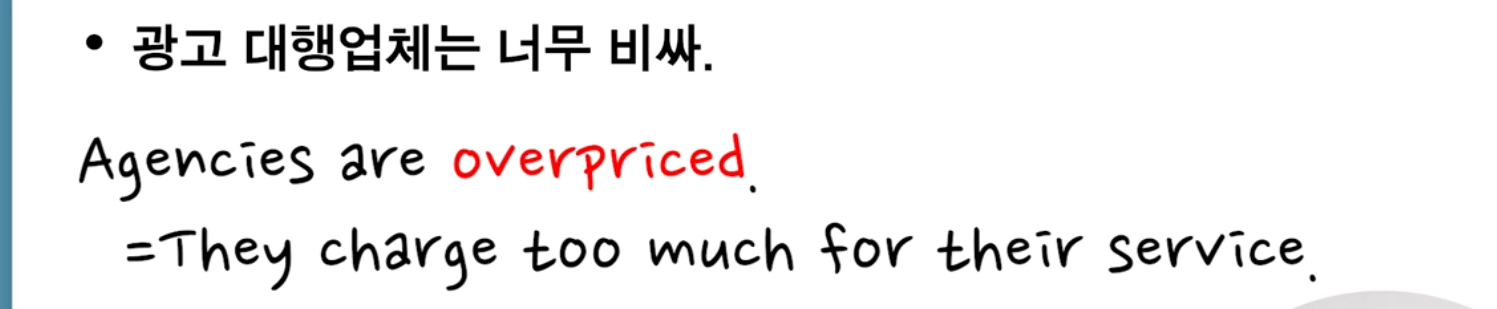 • 광고 대행업체는 너무 비싸.
Agencies are overpriced.
=They charge too much for their service.